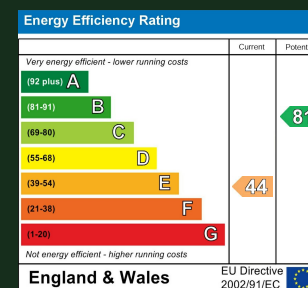 Energy Efficiency Rating
Current
Very energy efficient - lower running costs
(92 plus) A
(81-91) B
(69-80) C
(55-68) D
(39-54) E
44
(21-38) F
(1-20) G
Not energy efficient - higher running costs
England & Wales
EU Directive
2002/91/EC